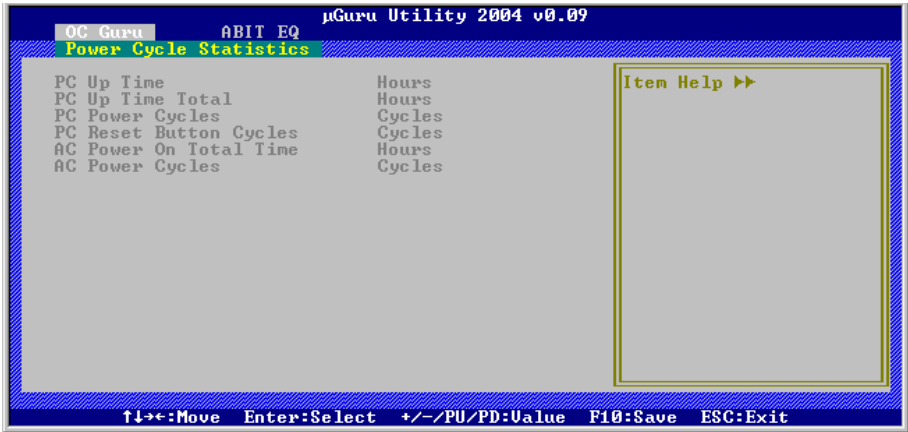 µGuru Utility 2004 v0.09
OC Guru ABIT EQ
Power Cycle Statistics
PC Up Time Hours
PC Up Time Total Hours
PC Power Cycles Cycles
PC Reset Button Cycles Cycles
AC Power On Total Time Hours
AC Power Cycles Cycles
Item Help ▶▶
↑↓→←:Move Enter:Select +/-/PU/PD:Value F10:Save ESC:Exit